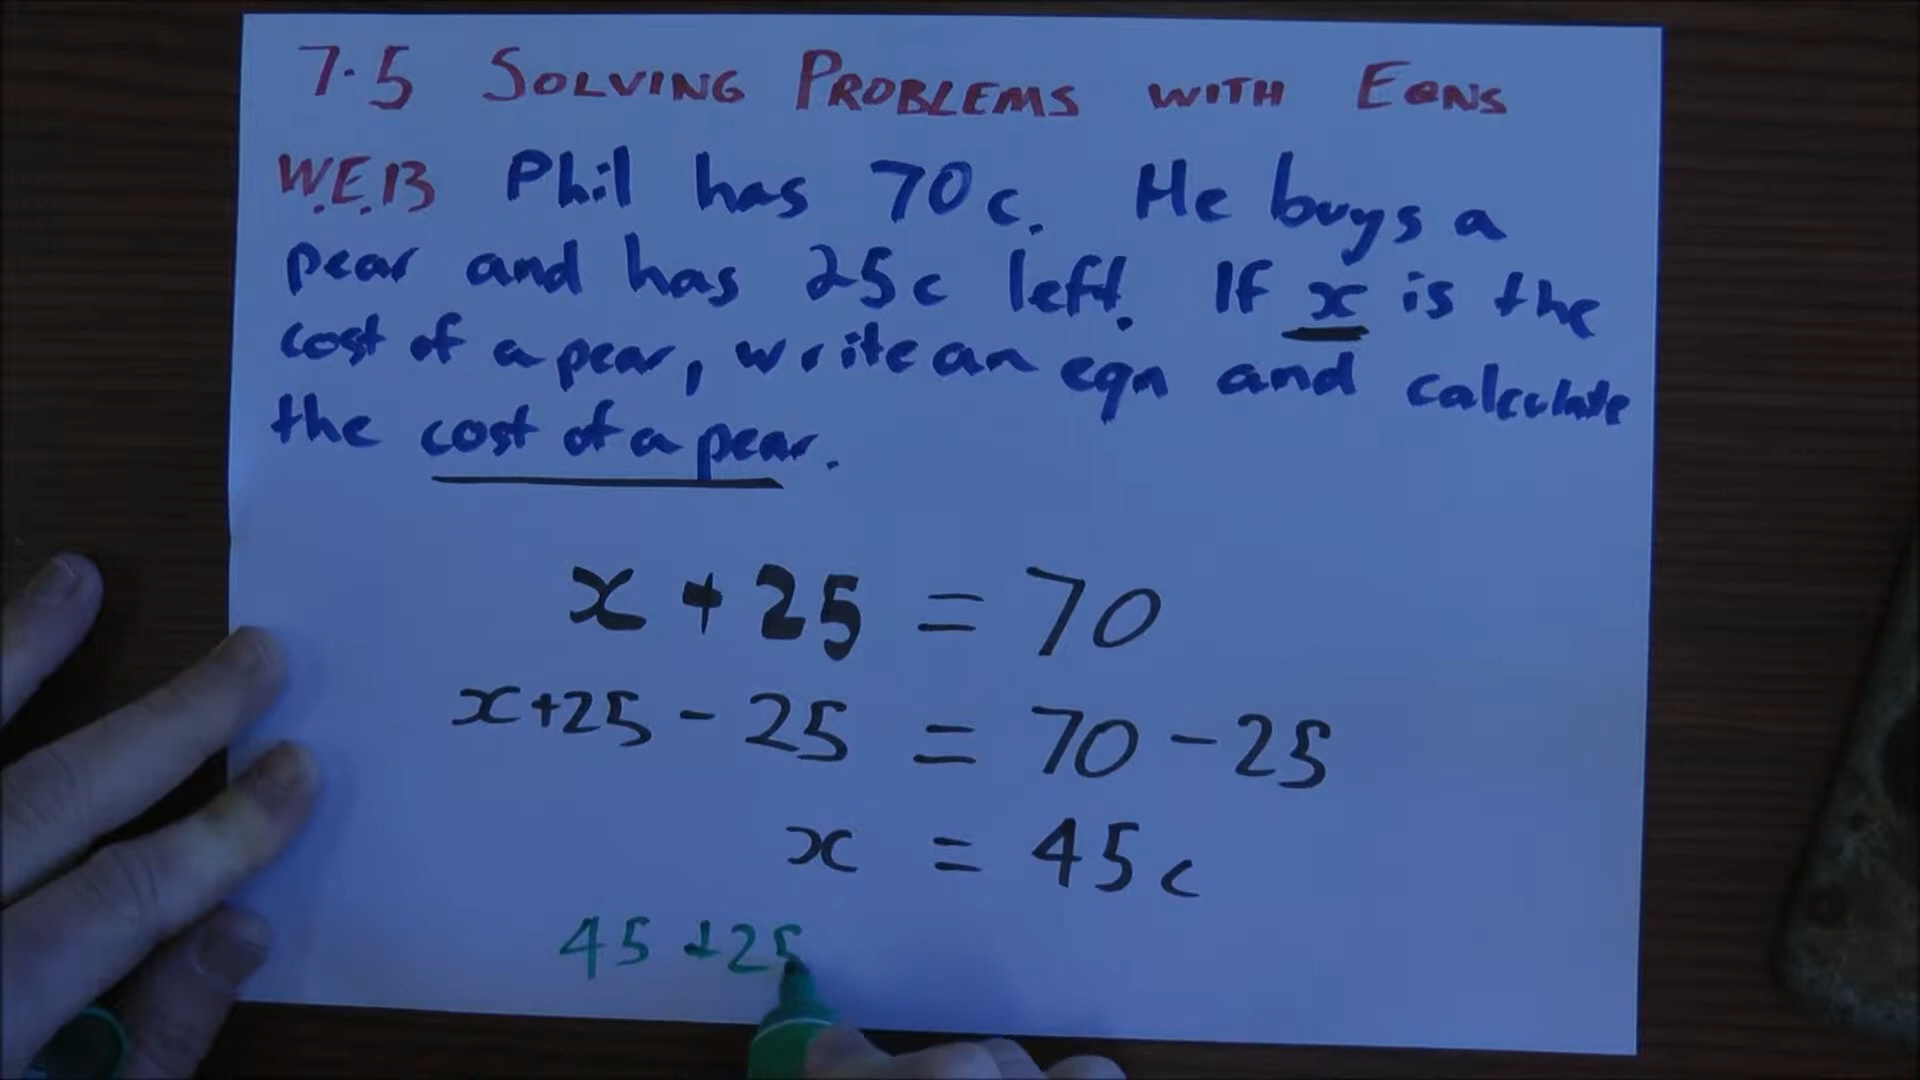 7.5 SOLVING PROBLEMS WITH EQNS
W.E.13 Phil has 70c. He buys a
pear and has 25c left. If x is the
cost of a pear, write an eqn and calculate
the cost of a pear.
x + 25 = 70
x+25 - 25 = 70 - 25
x = 45c
45 + 25